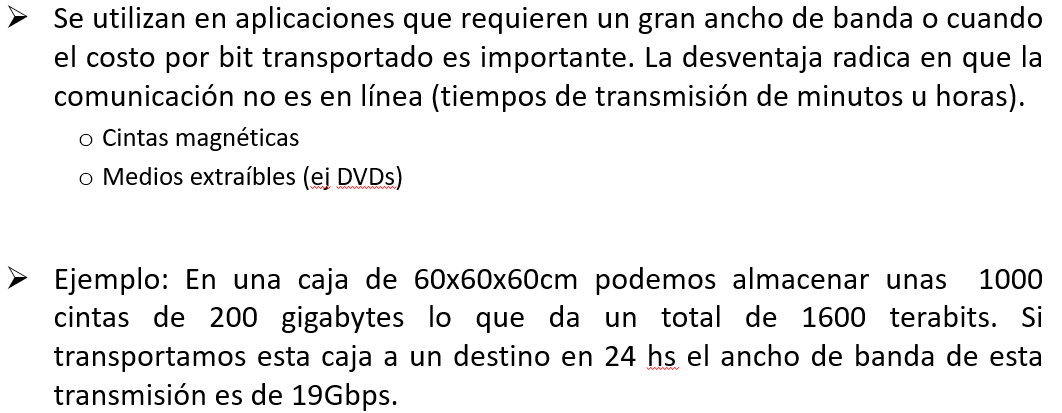 ➢ Se utilizan en aplicaciones que requieren un gran ancho de banda o cuando
el costo por bit transportado es importante. La desventaja radica en que la
comunicación no es en línea (tiempos de transmisión de minutos u horas).
o Cintas magnéticas
o Medios extraíbles (ej DVDs)
➢ Ejemplo: En una caja de 60x60x60cm podemos almacenar unas 1000
cintas de 200 gigabytes lo que da un total de 1600 terabits. Si
transportamos esta caja a un destino en 24 hs el ancho de banda de esta
transmisión es de 19Gbps.